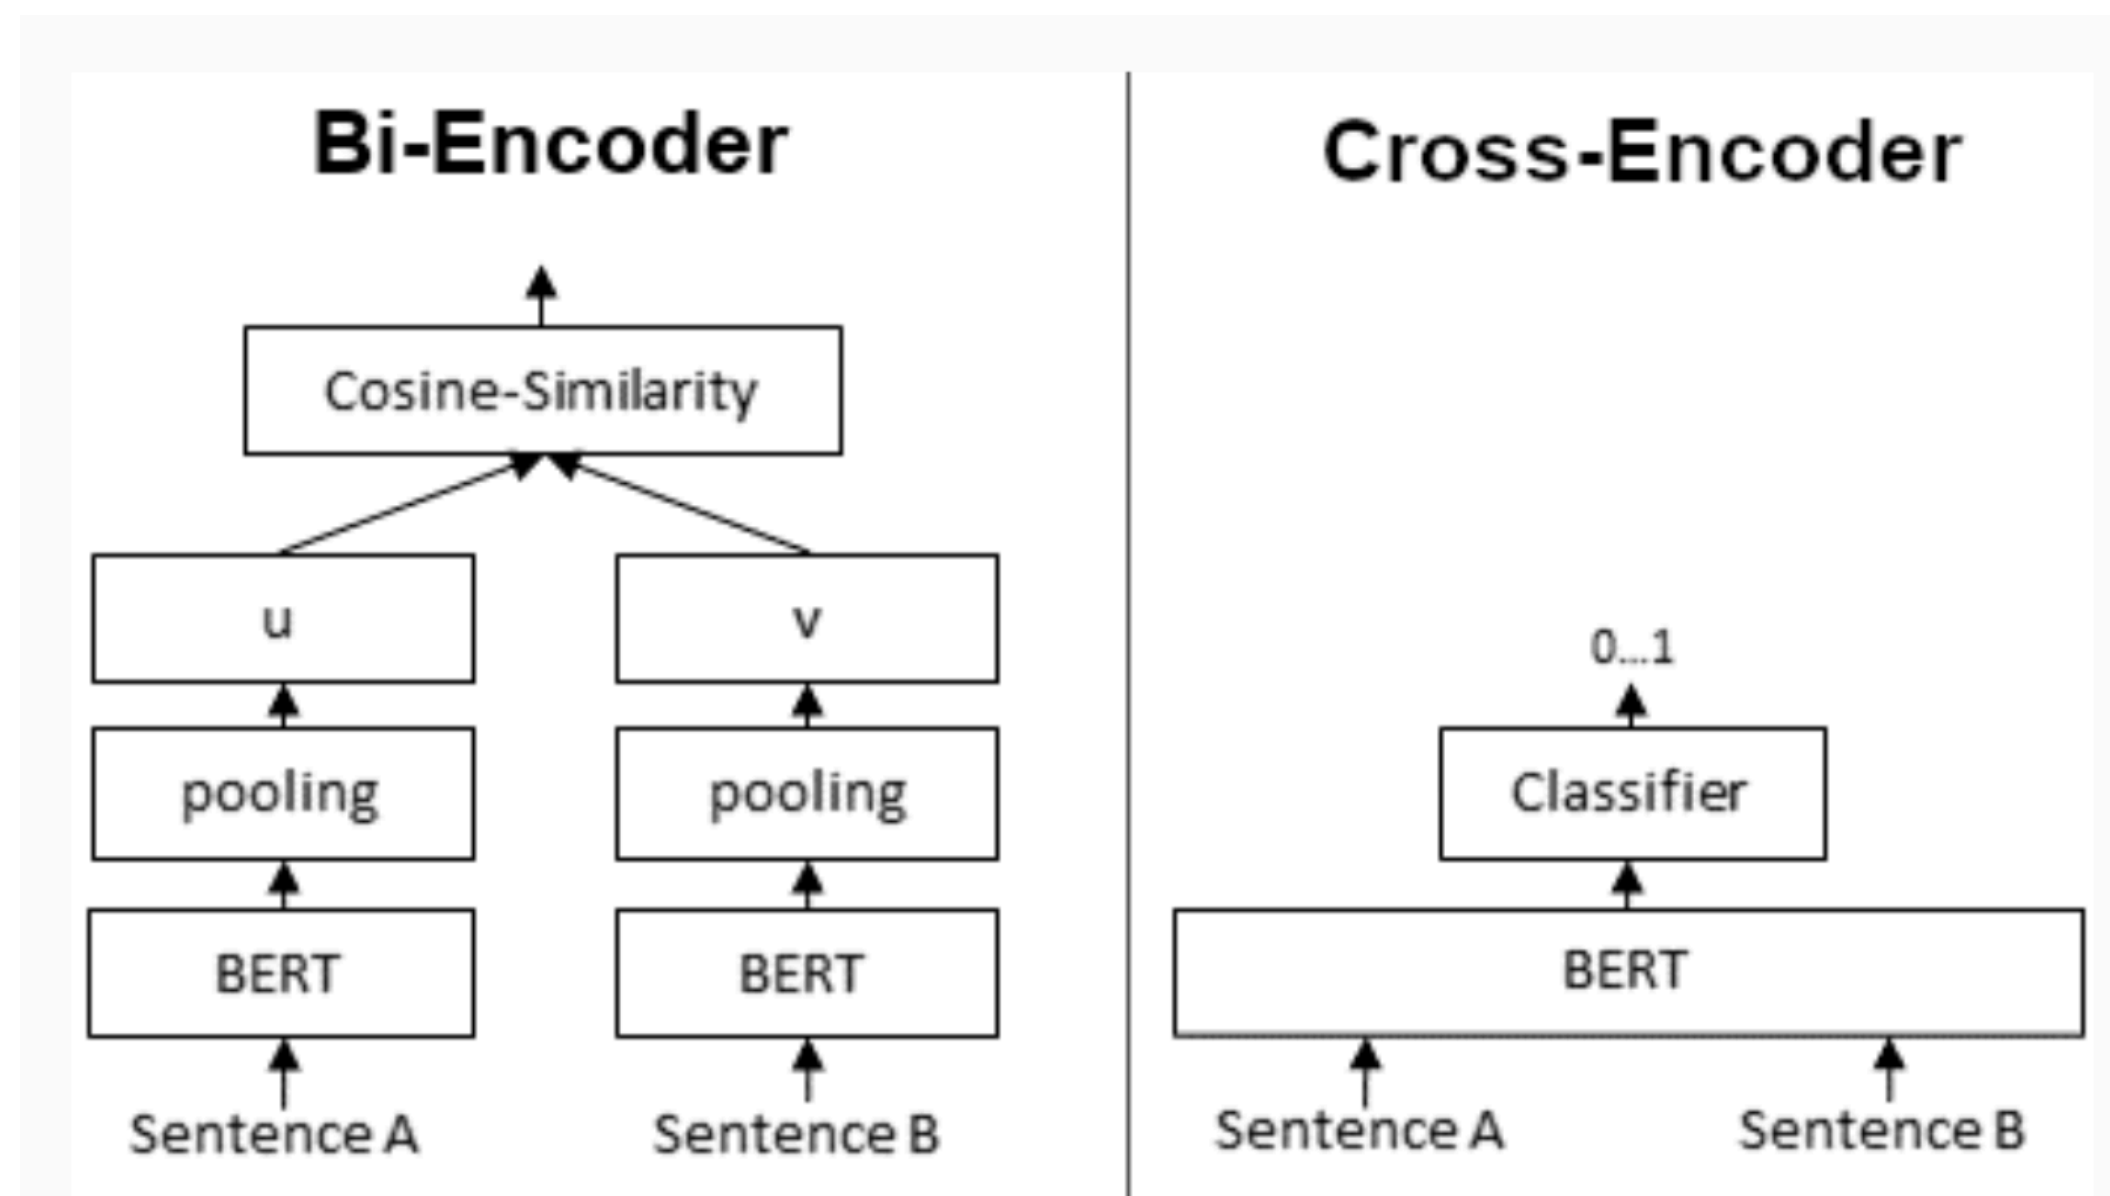 Bi-Encoder
Cosine-Similarity
u v
pooling pooling
BERT BERT
Sentence A Sentence B
Cross-Encoder
0...1
Classifier
BERT
Sentence A Sentence B